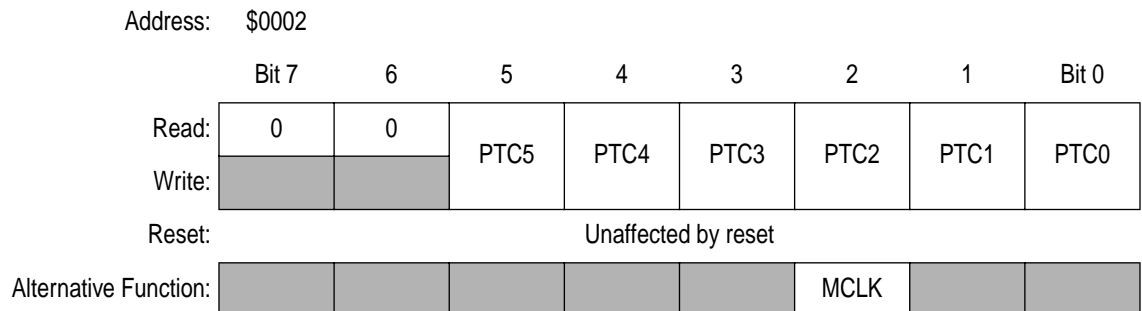 Address: $0002
Bit 7 6 5 4 3 2 1 Bit 0
Read: 0 0 PTC5 PTC4 PTC3 PTC2 PTC1 PTC0
Write:
Reset: Unaffected by reset
Alternative Function: MCLK